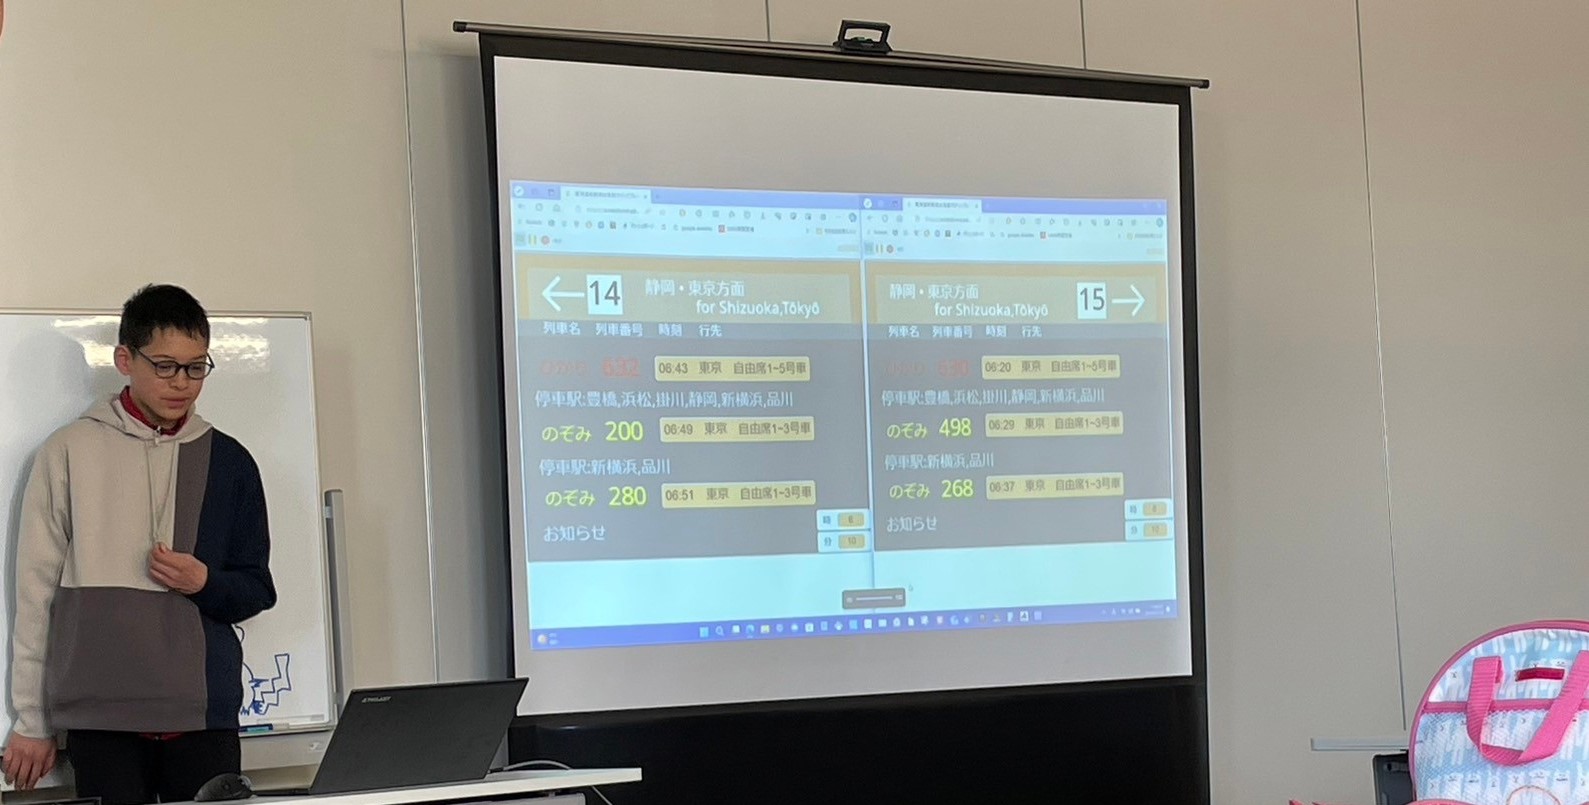 14 静岡・東京方面
for Shizuoka,Tōkyō
列車名 列車番号 時刻 行先
632 06:43 東京 自由席1~5号車
停車駅:豊橋,浜松,掛川,静岡,新横浜,品川
のぞみ 200 06:49 東京 自由席1~3号車
停車駅:新横浜,品川
のぞみ 280 06:51 東京 自由席1~3号車
お知らせ
時 6
分 10
静岡・東京方面 15
for Shizuoka,Tōkyō
列車名 列車番号 時刻 行先
06:20 東京 自由席1~5号車
停車駅:豊橋,浜松,掛川,静岡,新横浜,品川
のぞみ 498 06:29 東京 自由席1~3号車
停車駅:新横浜,品川
のぞみ 268 06:37 東京 自由席1~3号車
お知らせ
時 6
分 10